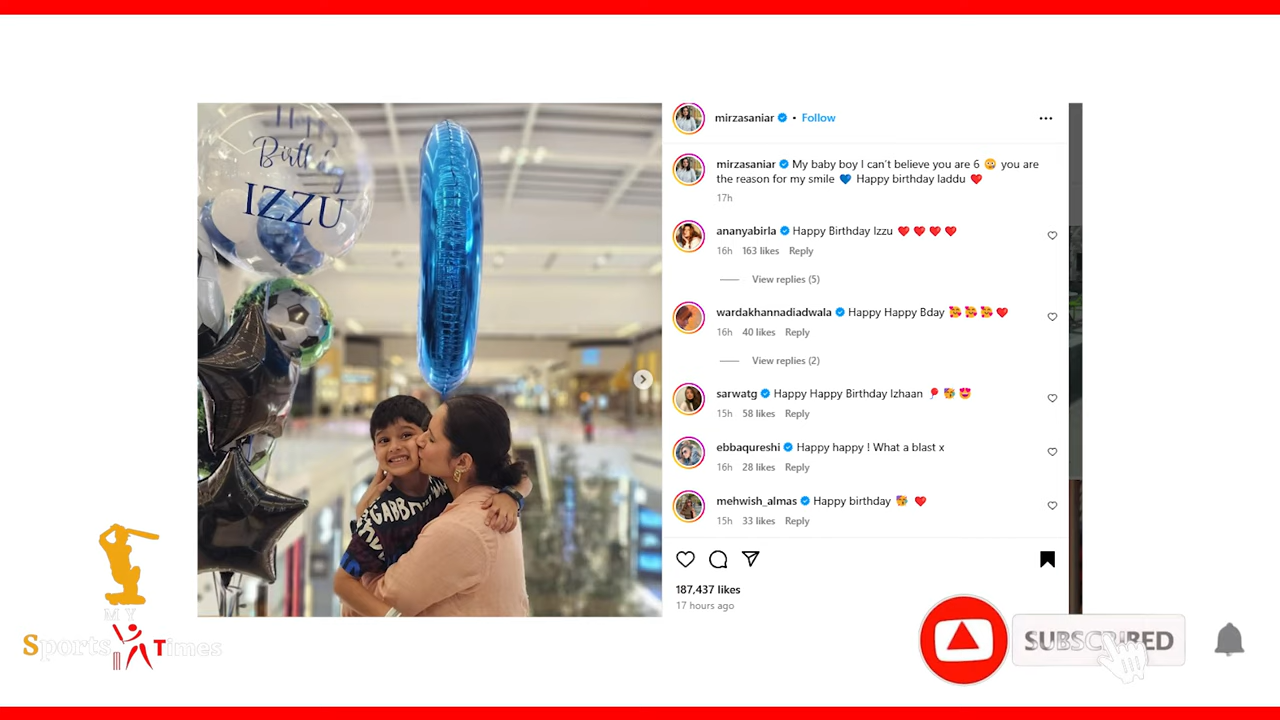 Happy
Birthday
IZZU
GABB
mirzasaniar • Follow
mirzasaniar My baby boy I can't believe you are 6 😳 you are
the reason for my smile 💙 Happy birthday laddu ❤️
17h
ananyabirla Happy Birthday Izzu ❤️ ❤️ ❤️ ❤️
16h 163 likes Reply
View replies (5)
wardakhannadiadwala Happy Happy Bday 🥰 🥰 🥰 ❤️
16h 40 likes Reply
View replies (2)
sarwatg Happy Happy Birthday Izhaan 🎈 🥳 😍
15h 58 likes Reply
ebbaqureshi Happy happy ! What a blast x
16h 28 likes Reply
mehwish_almas Happy birthday 🥳 ❤️
15h 33 likes Reply
187,437 likes
17 hours ago
MY
Sports Times
SUBSCRIBED